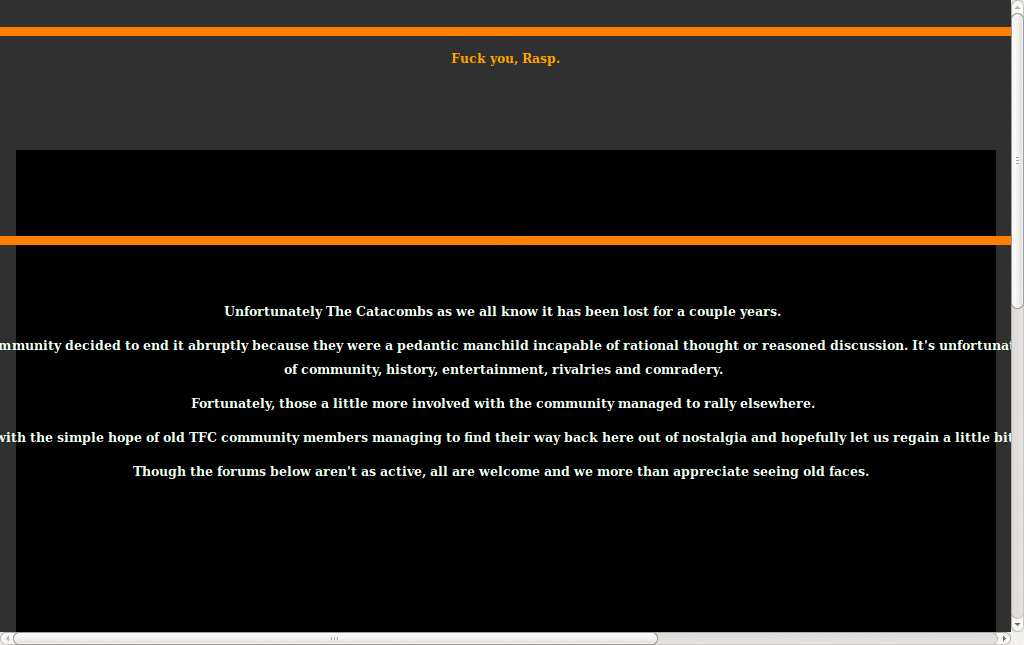 Fuck you, Rasp.
Unfortunately The Catacombs as we all know it has been lost for a couple years.
decided to end it abruptly because they were a pedantic manchild incapable of rational thought or reasoned discussion. It's
of community, history, entertainment, rivalries and comradery.
Fortunately, those a little more involved with the community managed to rally elsewhere.
with the simple hope of old TFC community members managing to find their way back here out of nostalgia and hopefully let us regain a little bit
Though the forums below aren't as active, all are welcome and we more than appreciate seeing old faces.